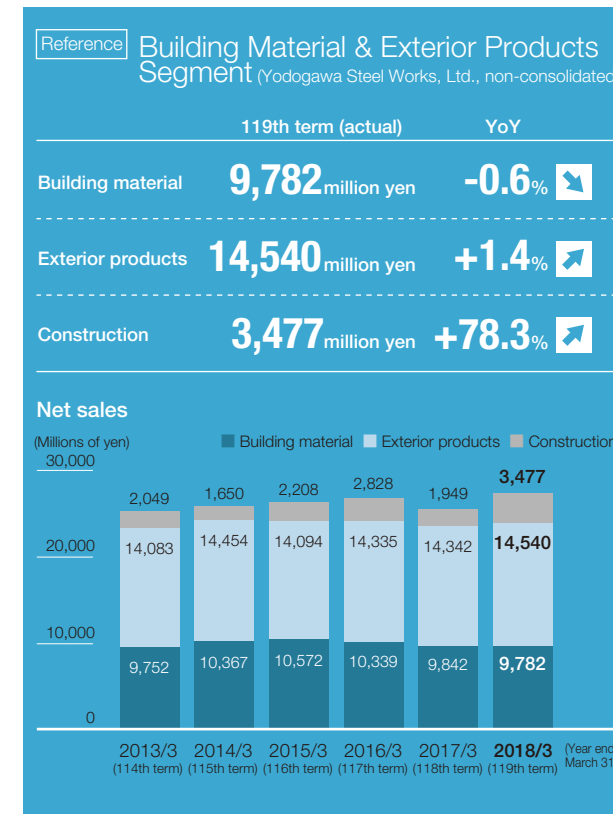 Reference Building Material & Exterior Products
Segment (Yodogawa Steel Works, Ltd., non-consolidated
119th term (actual) YoY
Building material 9,782 million yen -0.6%
Exterior products 14,540 million yen +1.4%
Construction 3,477 million yen +78.3%
Net sales
(Millions of yen) Building material Exterior products Construction
30,000
20,000
10,000
0
2,049 1,650 2,208 2,828 1,949 3,477
14,083 14,454 14,094 14,335 14,342 14,540
9,752 10,367 10,572 10,339 9,842 9,782
2013/3 2014/3 2015/3 2016/3 2017/3 2018/3 (Year end
(114th term) (115th term) (116th term) (117th term) (118th term) (119th term) March 31